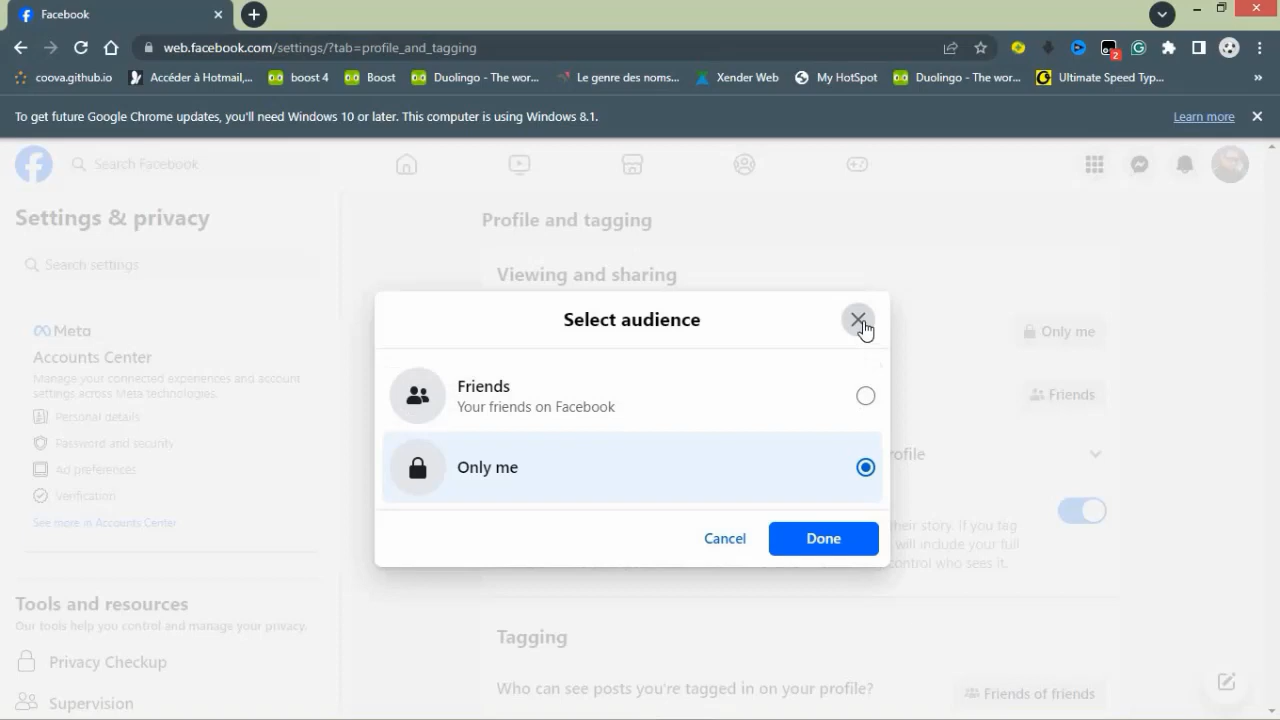 Facebook
web.facebook.com/settings/?tab=profile_and_tagging
2
coova.github.io
Accéder à Hotmail,...
boost 4
Boost
Duolingo - The wor...
Le genre des noms...
Xender Web
My HotSpot
Duolingo - The wor...
Ultimate Speed Typ...
»
To get future Google Chrome updates, you'll need Windows 10 or later. This computer is using Windows 8.1.
Learn more
Search Facebook
Settings & privacy
Search settings
Meta
Accounts Center
Manage your connected experiences and account
settings across Meta technologies.
Personal details
Password and security
Ad preferences
Verification
See more in Accounts Center
Tools and resources
Our tools help you control and manage your privacy.
Privacy Checkup
Supervision
Profile and tagging
Viewing and sharing
Only me
Friends
ofile
heir story. If you tag
will include your full
ontrol who sees it.
Select audience
Friends
Your friends on Facebook
Only me
Cancel
Done
Tagging
Who can see posts you're tagged in on your profile?
Friends of friends